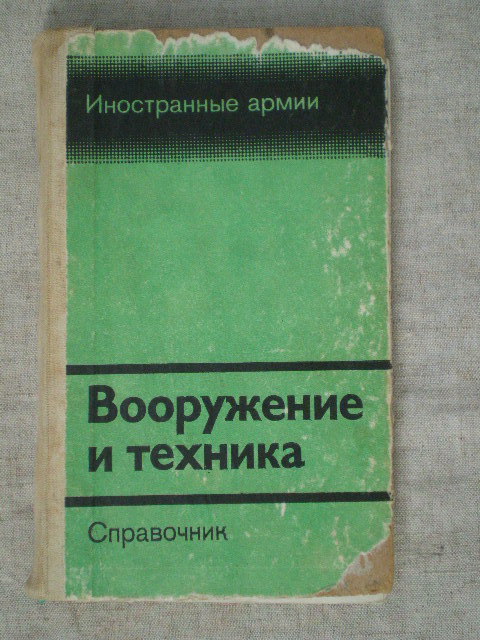 Иностранные армии
Вооружение
и техника
Справочник